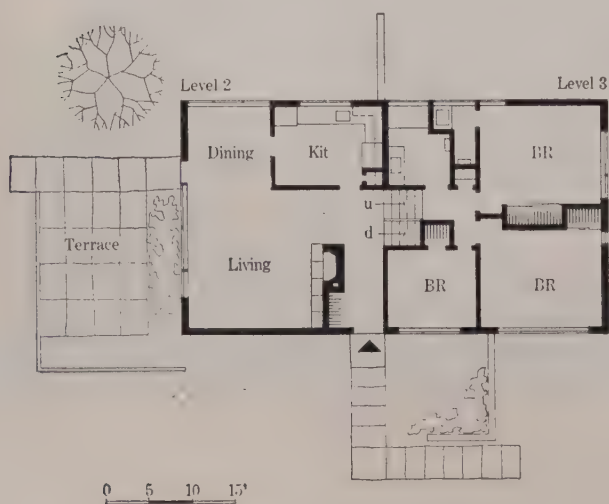 Level 2
Level 3
Dining
Kit
BR
u
d
Terrace
Living
BR
BR
0 5 10 15'